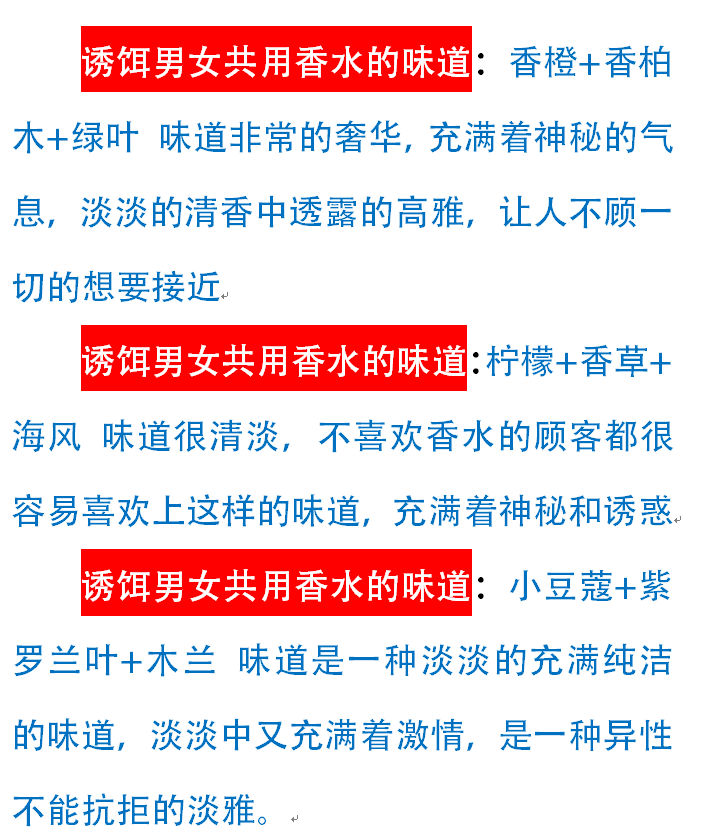 诱饵男女共用香水的味道：香橙+香柏
木+绿叶 味道非常的奢华，充满着神秘的气
息，淡淡的清香中透露的高雅，让人不顾一
切的想要接近
诱饵男女共用香水的味道:柠檬+香草+
海风 味道很清淡，不喜欢香水的顾客都很
容易喜欢上这样的味道，充满着神秘和诱惑
诱饵男女共用香水的味道：小豆蔻+紫
罗兰叶+木兰 味道是一种淡淡的充满纯洁
的味道，淡淡中又充满着激情，是一种异性
不能抗拒的淡雅。